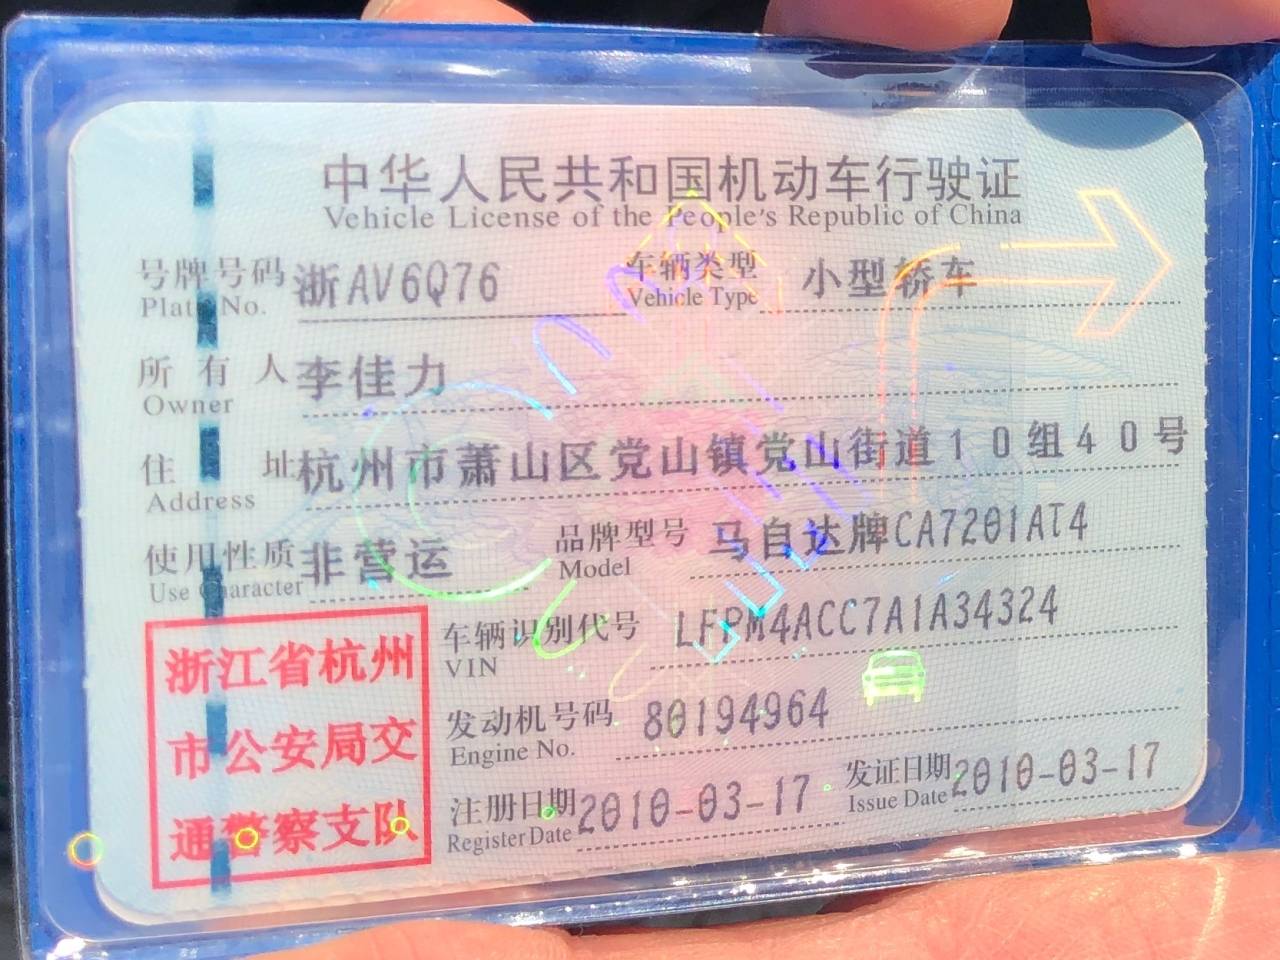 中华人民共和国机动车行驶证
Vehicle License of the People's Republic of China
号牌号码 浙AV6Q76 车辆类型 小型轿车
Plate No. Vehicle Type
所有人 李佳力
Owner
住址 杭州市萧山区党山镇党山街道10组40号
Address
使用性质 非营运 品牌型号 马自达牌CA7201AT4
Use Character Model
车辆识别代号 LFPM4ACC7A1A34324
VIN
发动机号码 80194964
Engine No.
注册日期 2010-03-17 发证日期 2010-03-17
Register Date Issue Date
浙江省杭州
市公安局交
通警察支队